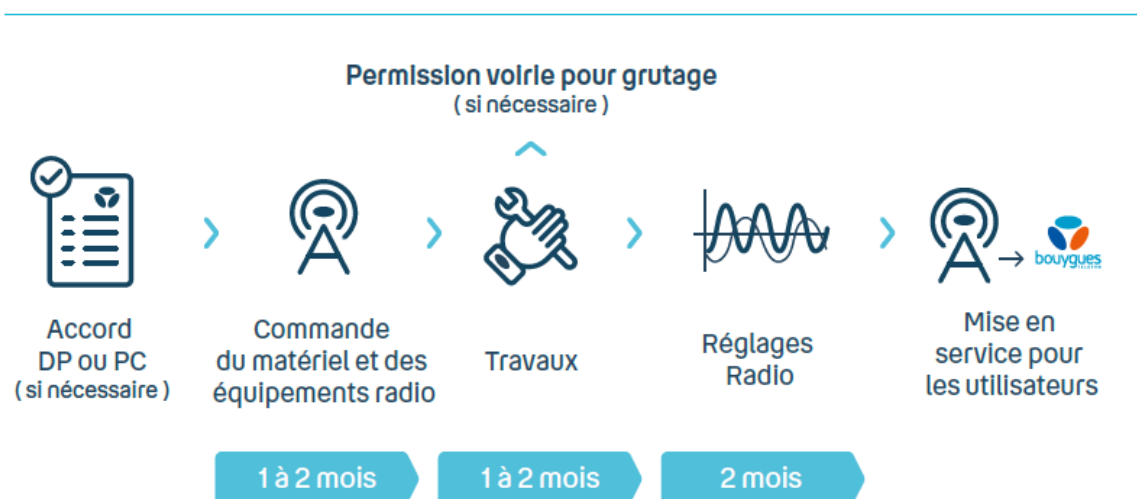 Permission voirie pour grutage
( si nécessaire )
Accord
DP ou PC
( si nécessaire )
Commande
du matériel et des
équipements radio
Travaux
Réglages
Radio
bouygues
TELECOM
Mise en
service pour
les utilisateurs
1 à 2 mois
1 à 2 mois
2 mois